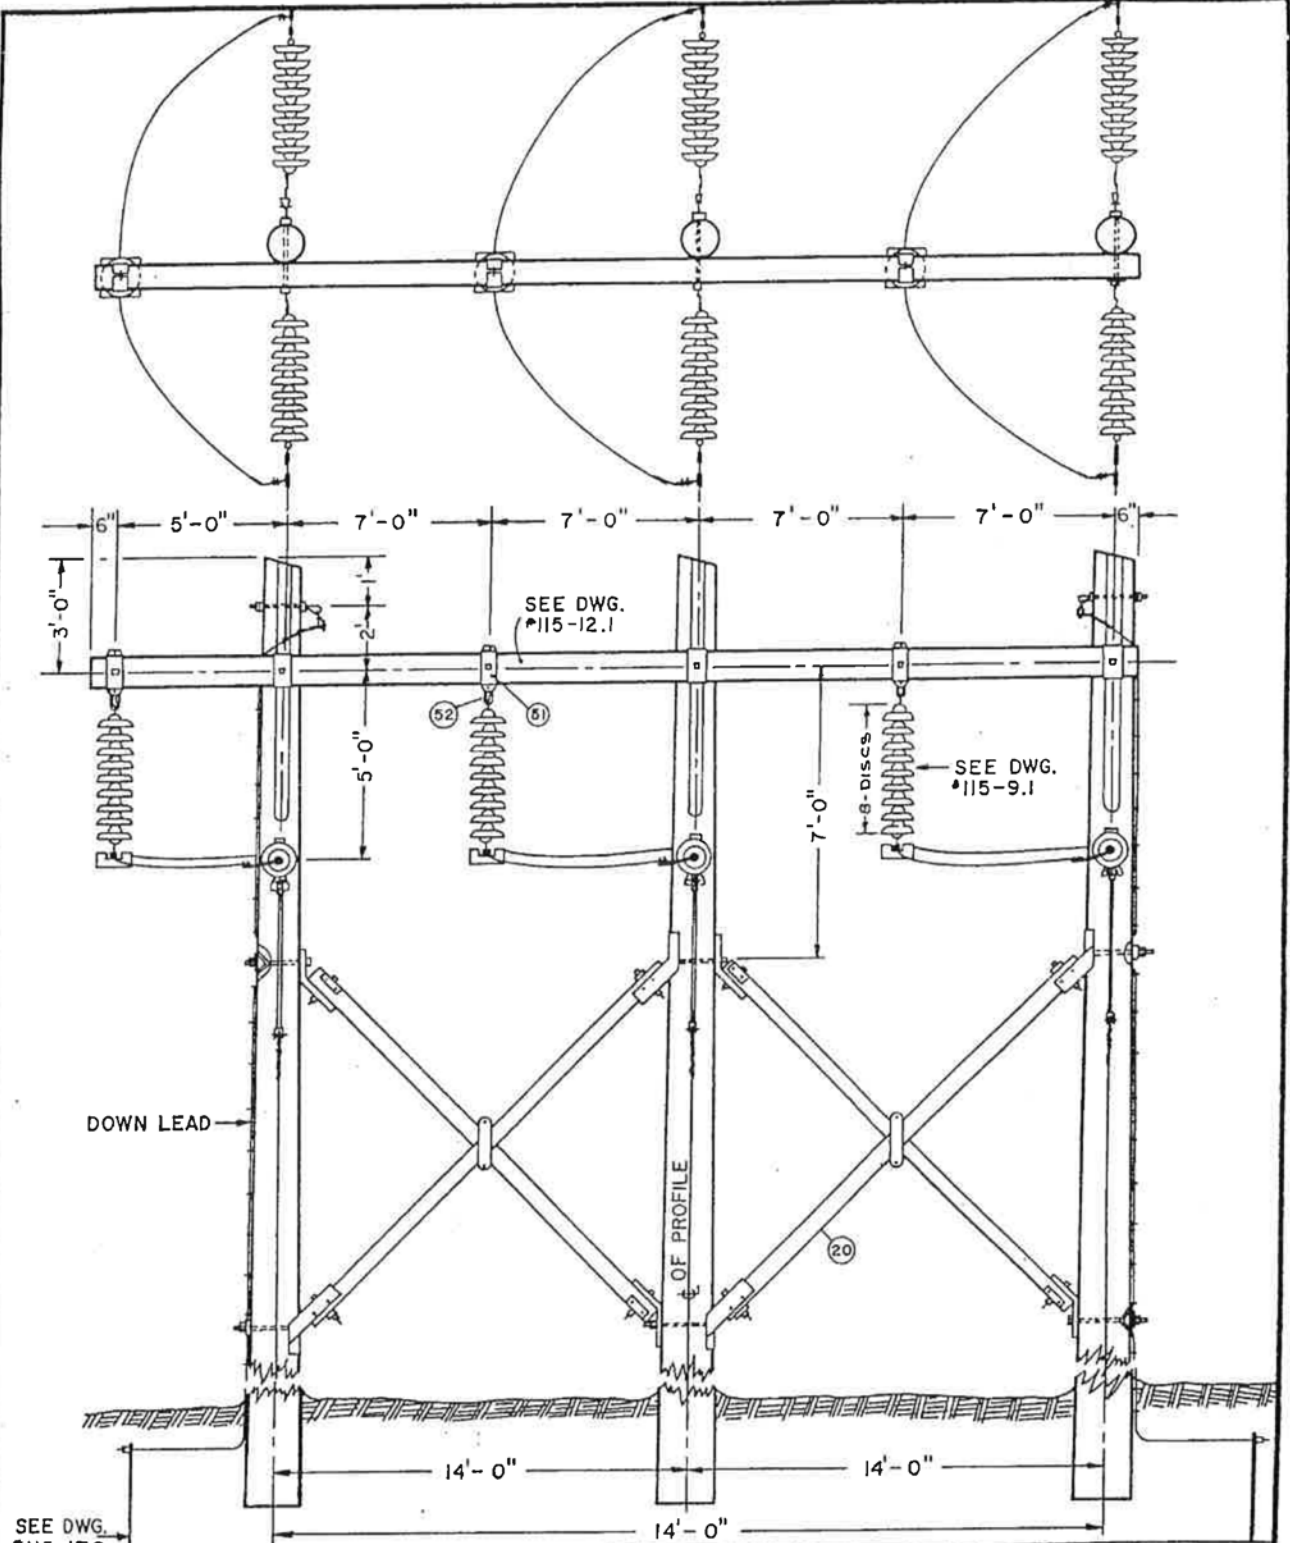 6" 5'-0" 7'-0" 7'-0" 7'-0" 7'-0" 6"
3'-0"
1'
2'
SEE DWG.
#115-12.1
52
51
5'-0"
8-DISCS
SEE DWG.
#115-9.1
7'-0"
DOWN LEAD
OF PROFILE
20
14'-0" 14'-0"
14'-0"
SEE DWG.